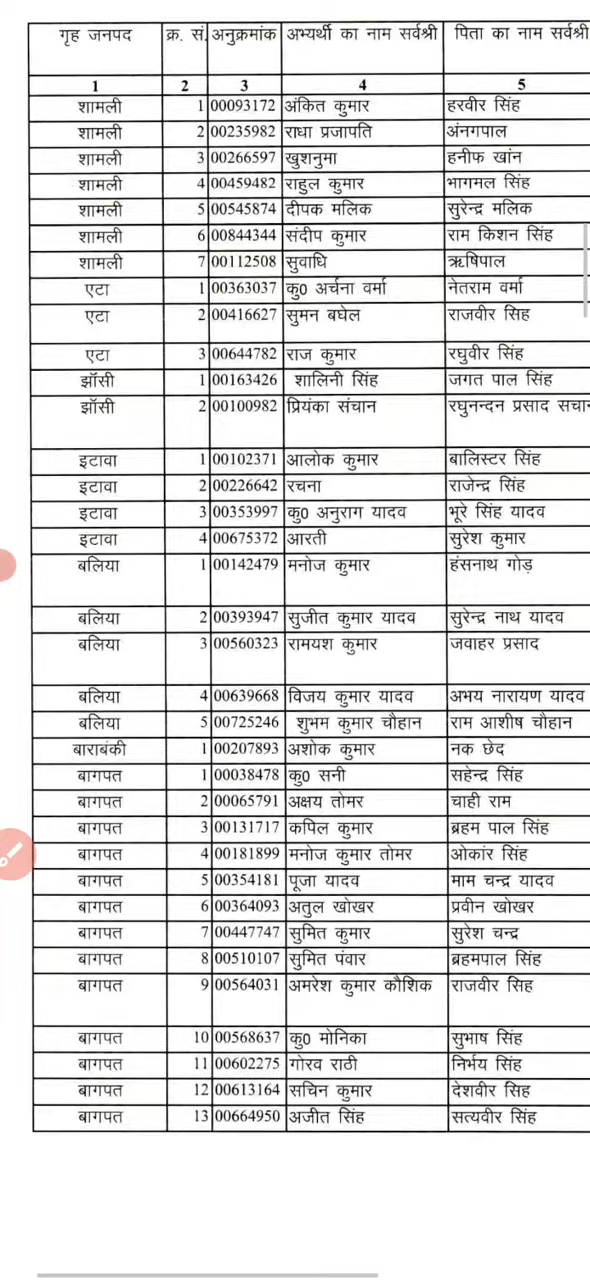 गृह जनपद क्र. सं. अनुक्रमांक अभ्यर्थी का नाम सर्वश्री पिता का नाम सर्वश्री
1 2 3 4 5
शामली 1 00093172 अंकित कुमार हरवीर सिंह
शामली 2 00235982 राधा प्रजापति अंनगपाल
शामली 3 00266597 खुशनुमा हनीफ खांन
शामली 4 00459482 राहुल कुमार भागमल सिंह
शामली 5 00545874 दीपक मलिक सुरेन्द्र मलिक
शामली 6 00844344 संदीप कुमार राम किशन सिंह
शामली 7 00112508 सुवाधि ऋषिपाल
एटा 1 00363037 कु0 अर्चना वर्मा नेतराम वर्मा
एटा 2 00416627 सुमन बघेल राजवीर सिह
एटा 3 00644782 राज कुमार रघुवीर सिंह
झॉसी 1 00163426 शालिनी सिंह जगत पाल सिंह
झॉसी 2 00100982 प्रियंका संचान रघुनन्दन प्रसाद सचान
इटावा 1 00102371 आलोक कुमार बालिस्टर सिंह
इटावा 2 00226642 रचना राजेन्द्र सिंह
इटावा 3 00353997 कु0 अनुराग यादव भूरे सिंह यादव
इटावा 4 00675372 आरती सुरेश कुमार
बलिया 1 00142479 मनोज कुमार हंसनाथ गोड़
बलिया 2 00393947 सुजीत कुमार यादव सुरेन्द्र नाथ यादव
बलिया 3 00560323 रामयश कुमार जवाहर प्रसाद
बलिया 4 00639668 विजय कुमार यादव अभय नारायण यादव
बलिया 5 00725246 शुभम कुमार चौहान राम आशीष चौहान
बाराबंकी 1 00207893 अशोक कुमार नक छेद
बागपत 1 00038478 कु0 सनी सहेन्द्र सिंह
बागपत 2 00065791 अक्षय तोमर चाही राम
बागपत 3 00131717 कपिल कुमार ब्रहम पाल सिंह
बागपत 4 00181899 मनोज कुमार तोमर ओकांर सिंह
बागपत 5 00354181 पूजा यादव माम चन्द्र यादव
बागपत 6 00364093 अतुल खोखर प्रवीन खोखर
बागपत 7 00447747 सुमित कुमार सुरेश चन्द्र
बागपत 8 00510107 सुमित पंवार ब्रहमपाल सिंह
बागपत 9 00564031 अमरेश कुमार कौशिक राजवीर सिह
बागपत 10 00568637 कु0 मोनिका सुभाष सिंह
बागपत 11 00602275 गोरव राठी निर्भय सिंह
बागपत 12 00613164 सचिन कुमार देशवीर सिह
बागपत 13 00664950 अजीत सिंह सत्यवीर सिंह